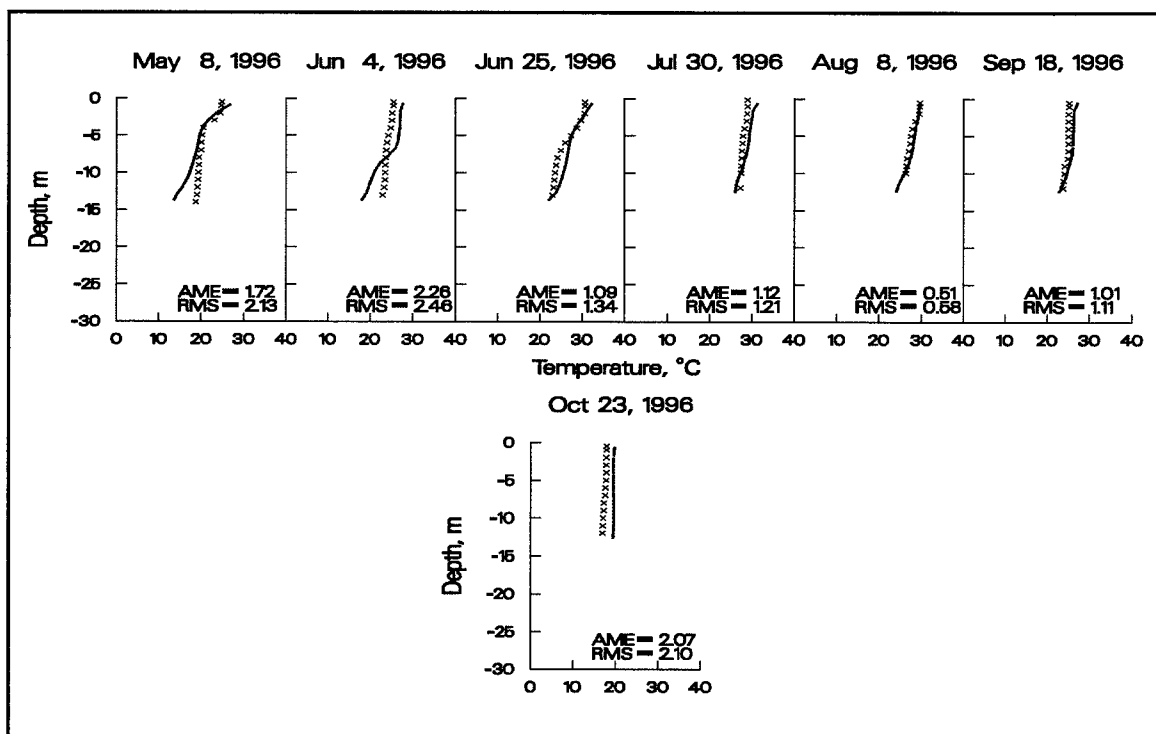 May 8, 1996 Jun 4, 1996 Jun 25, 1996 Jul 30, 1996 Aug 8, 1996 Sep 18, 1996
0
-5
-10
-15
-20
-25
-30
Depth, m
AME = 1.72 AME = 2.26 AME = 1.09 AME = 1.12 AME = 0.51 AME = 1.01
RMS = 2.13 RMS = 2.46 RMS = 1.34 RMS = 1.21 RMS = 0.58 RMS = 1.11
0 10 20 30 40 10 20 30 40 10 20 30 40 10 20 30 40 10 20 30 40 10 20 30 40
Temperature, °C
Oct 23, 1996
0
-5
-10
-15
-20
-25
-30
Depth, m
AME = 2.07
RMS = 2.10
0 10 20 30 40